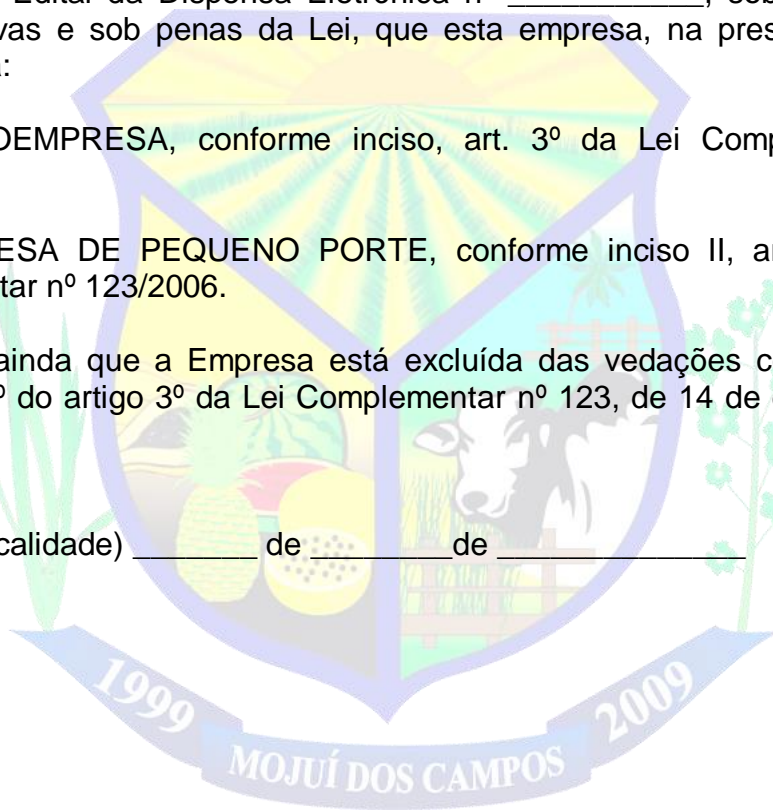 Edital da Dispensa Eletrônica nº ___________, sob
vas e sob penas da Lei, que esta empresa, na pres
a:
OEMPRESA, conforme inciso, art. 3º da Lei Comp
ESA DE PEQUENO PORTE, conforme inciso II, ar
tar nº 123/2006.
ainda que a Empresa está excluída das vedações c
º do artigo 3º da Lei Complementar nº 123, de 14 de
calidade) _______ de ________de ______________
1999 MOJUÍ DOS CAMPOS 2009